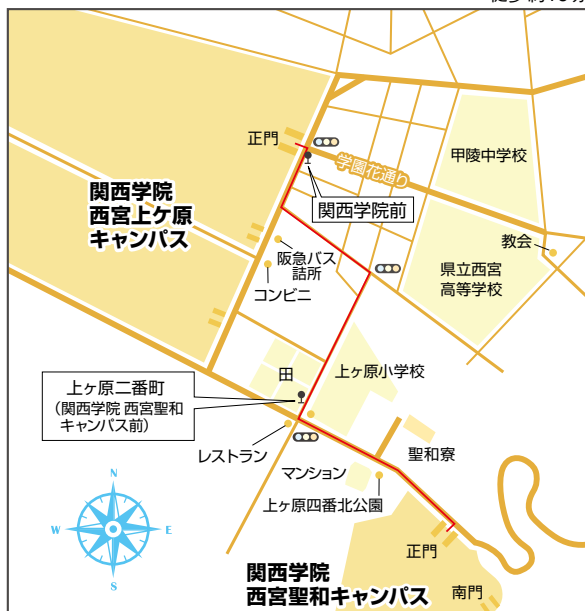 正門
学園花通り
甲陵中学校
関西学院
西宮上ケ原
キャンパス
関西学院前
教会
阪急バス
詰所
コンビニ
県立西宮
高等学校
田
上ヶ原小学校
上ヶ原二番町
(関西学院 西宮聖和
キャンパス前)
レストラン
聖和寮
マンション
上ヶ原四番北公園
N
W
E
S
正門
関西学院
西宮聖和キャンパス
南門